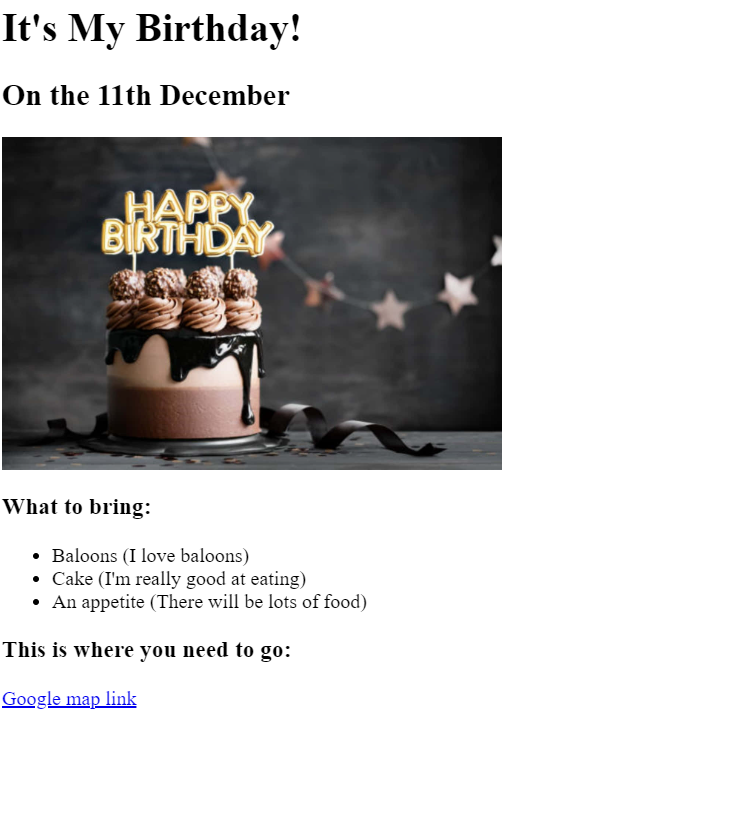 It's My Birthday!
On the 11th December
HAPPY
BIRTHDAY
What to bring:
Baloons (I love baloons)
Cake (I'm really good at eating)
An appetite (There will be lots of food)
This is where you need to go:
Google map link